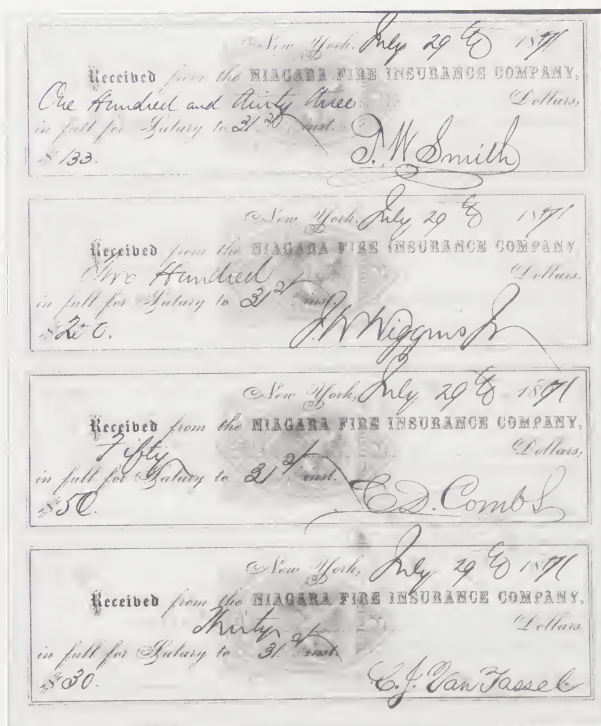 New York, July 29th 1871
Received from the NIAGARA FIRE INSURANCE COMPANY,
One Hundred and thirty three Dollars,
in full for Salary to 31st inst.
$133.
T. W. Smith
New York, July 29th 1871
Received from the NIAGARA FIRE INSURANCE COMPANY,
Two Hundred Dollars.
in full for Salary to 31st inst.
$200.
J. W. Wiggins Jr
New York, July 29th 1871
Received from the NIAGARA FIRE INSURANCE COMPANY,
Fifty Dollars,
in full for Salary to 31st inst.
$50.
C. D. Combs
New York, July 29th 1871
Received from the NIAGARA FIRE INSURANCE COMPANY,
Thirty Dollars
in full for Salary to 31st inst.
$30.
C. J. Van Tassel